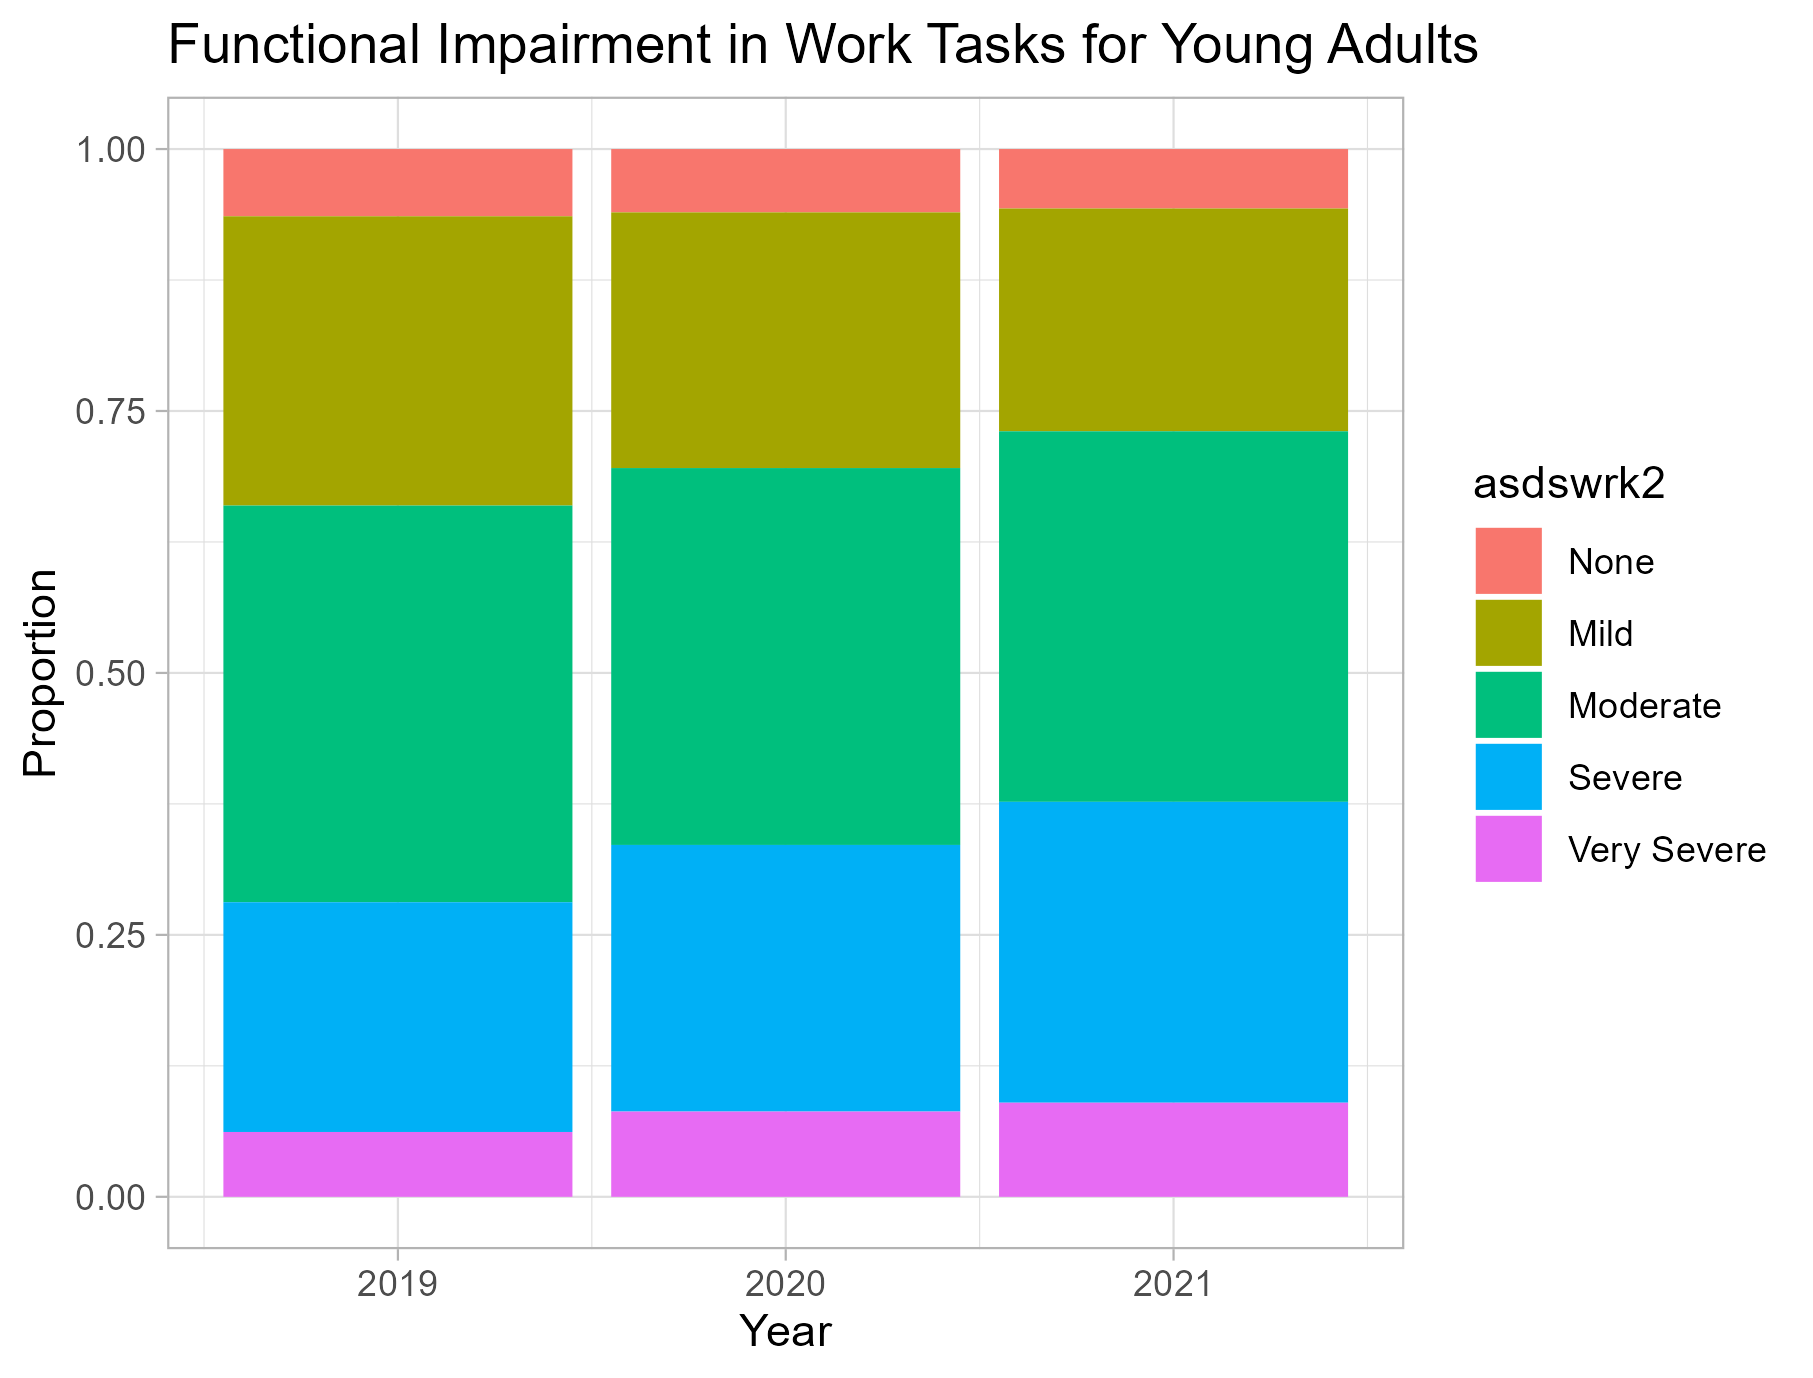 Functional Impairment in Work Tasks for Young Adults
1.00
0.75
0.50
0.25
0.00
Proportion
2019
2020
2021
Year
asdswrk2
None
Mild
Moderate
Severe
Very Severe